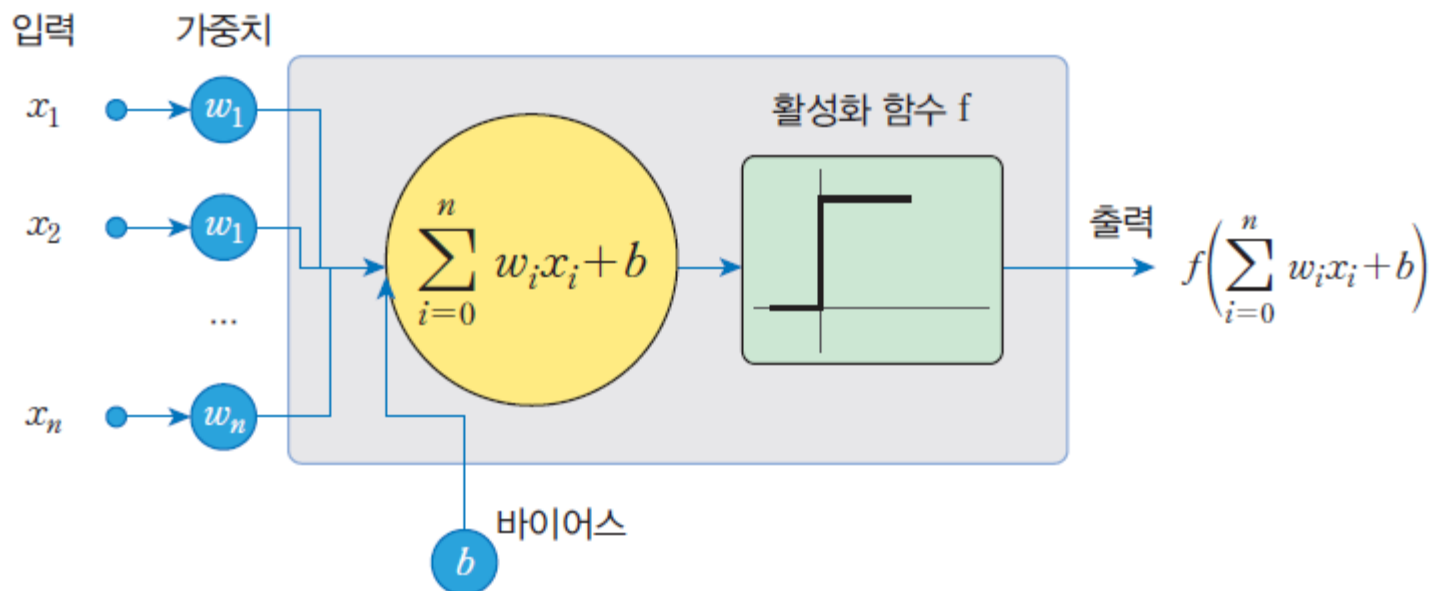 입력 가중치
x₁ w₁
활성화 함수 f
x₂ w₁
n
∑ wᵢxᵢ+b
i=0
출력
n
f(∑ wᵢxᵢ+b)
i=0
...
xₙ wₙ
바이어스
b